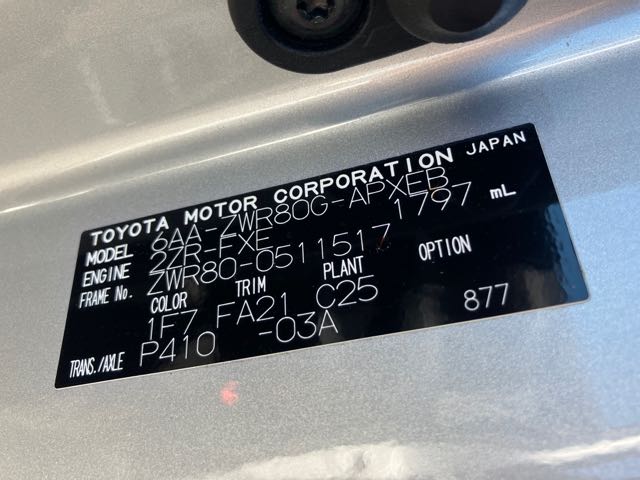 TOYOTA MOTOR CORPORATION JAPAN
MODEL 6AA-ZWR80G-APXEB
ENGINE 2ZR-FXE 1797 mL
FRAME No. ZWR80-0511517
COLOR TRIM PLANT OPTION
1F7 FA21 C25 877
TRANS./AXLE P410 -03A